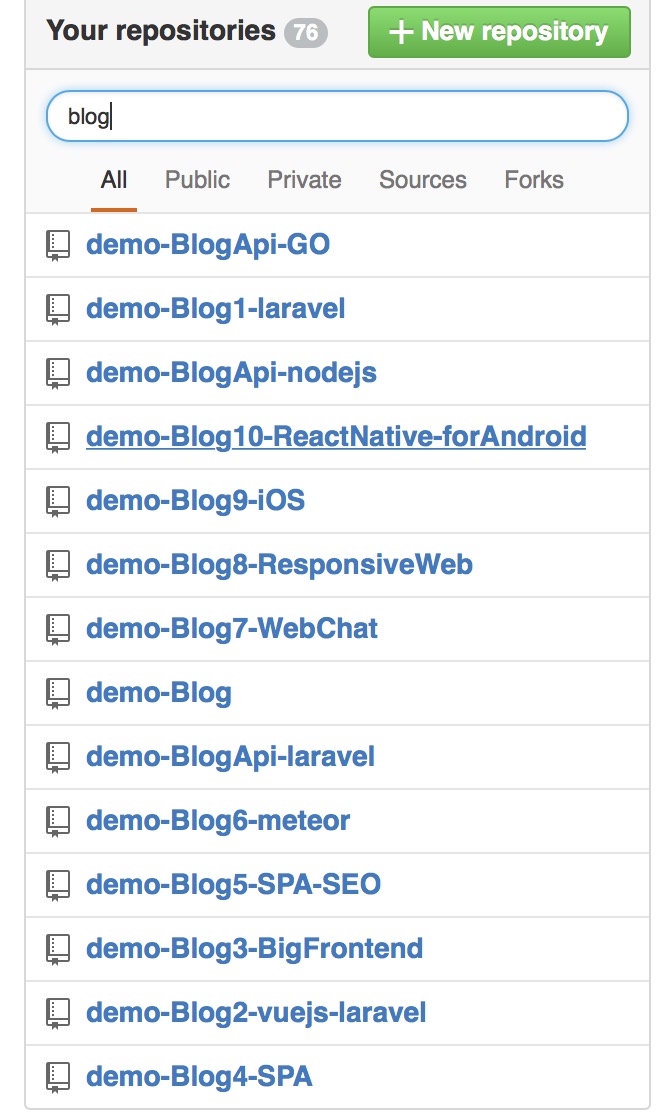 Your repositories 76 + New repository
blog
All Public Private Sources Forks
demo-BlogApi-GO
demo-Blog1-laravel
demo-BlogApi-nodejs
demo-Blog10-ReactNative-forAndroid
demo-Blog9-iOS
demo-Blog8-ResponsiveWeb
demo-Blog7-WebChat
demo-Blog
demo-BlogApi-laravel
demo-Blog6-meteor
demo-Blog5-SPA-SEO
demo-Blog3-BigFrontend
demo-Blog2-vuejs-laravel
demo-Blog4-SPA